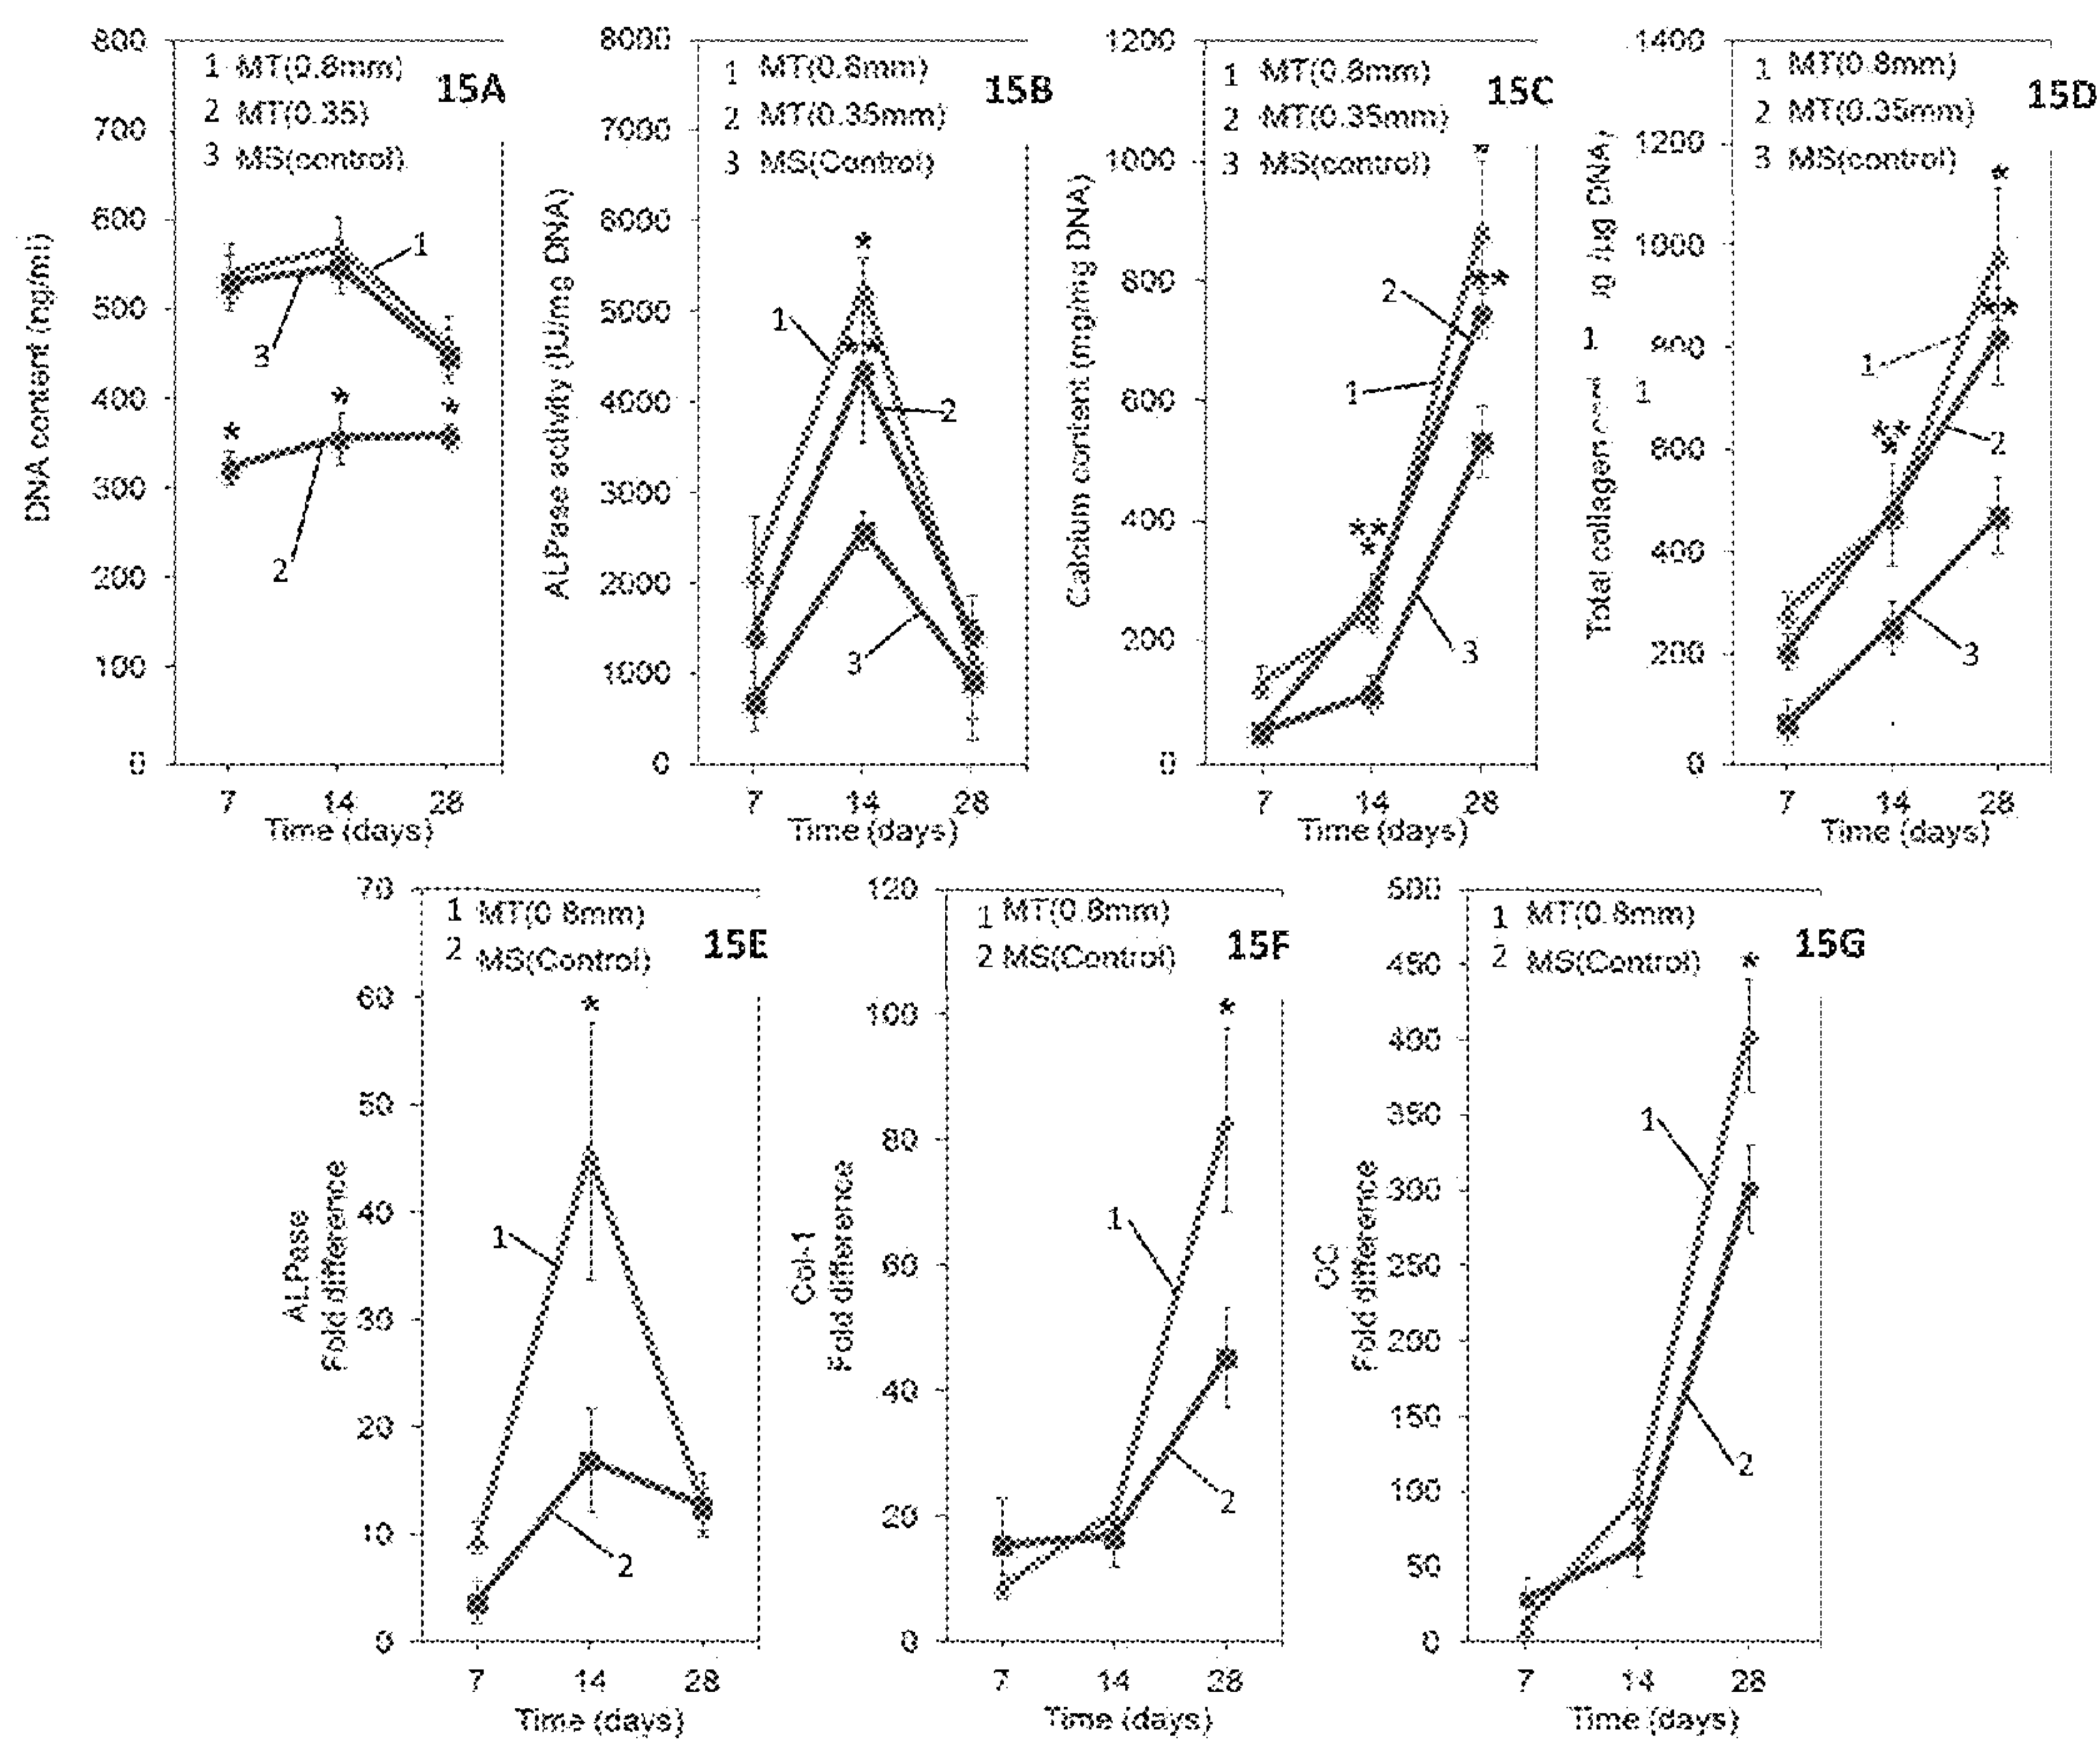 15A
1 MT(0.8mm)
2 MT(0.35)
3 MS(control)
DNA content (ng/ml)
800
700
600
500
400
300
200
100
0
1
3
2
*
*
*
7 14 28
Time (days)
15B
1 MT(0.8mm)
2 MT(0.35mm)
3 MS(Control)
ALPase activity (IU/mg DNA)
8000
7000
6000
5000
4000
3000
2000
1000
0
*
**
1
2
3
7 14 28
Time (days)
15C
1 MT(0.8mm)
2 MT(0.35mm)
3 MS(control)
Calcium content (mg/mg DNA)
1200
1000
800
600
400
200
0
*
**
2
1
**
*
3
7 14 28
Time (days)
15D
1 MT(0.8mm)
2 MT(0.35mm)
3 MS(control)
Total collagen
/µg DNA)
1
1
1400
1200
1000
800
600
400
200
0
*
**
1
2
**
*
3
7 14 28
Time (days)
15E
1 MT(0.8mm)
2 MS(Control)
ALPase
Fold difference
70
60
50
40
30
20
10
0
*
1
2
7 14 28
Time (days)
15F
1 MT(0.8mm)
2 MS(Control)
Col-1
Fold difference
120
100
80
60
40
20
0
*
1
2
7 14 28
Time (days)
15G
1 MT(0.8mm)
2 MS(Control)
OC
Fold difference
500
450
400
350
300
250
200
150
100
50
0
*
1
2
7 14 28
Time (days)